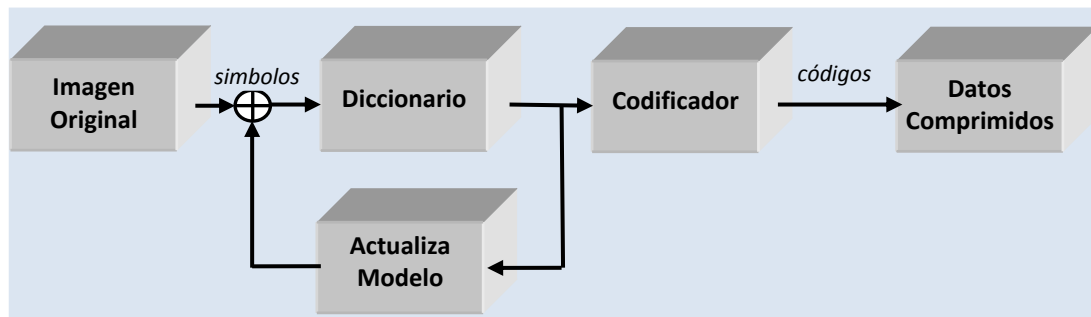 Imagen
Original
simbolos
Diccionario
Codificador
códigos
Datos
Comprimidos
Actualiza
Modelo